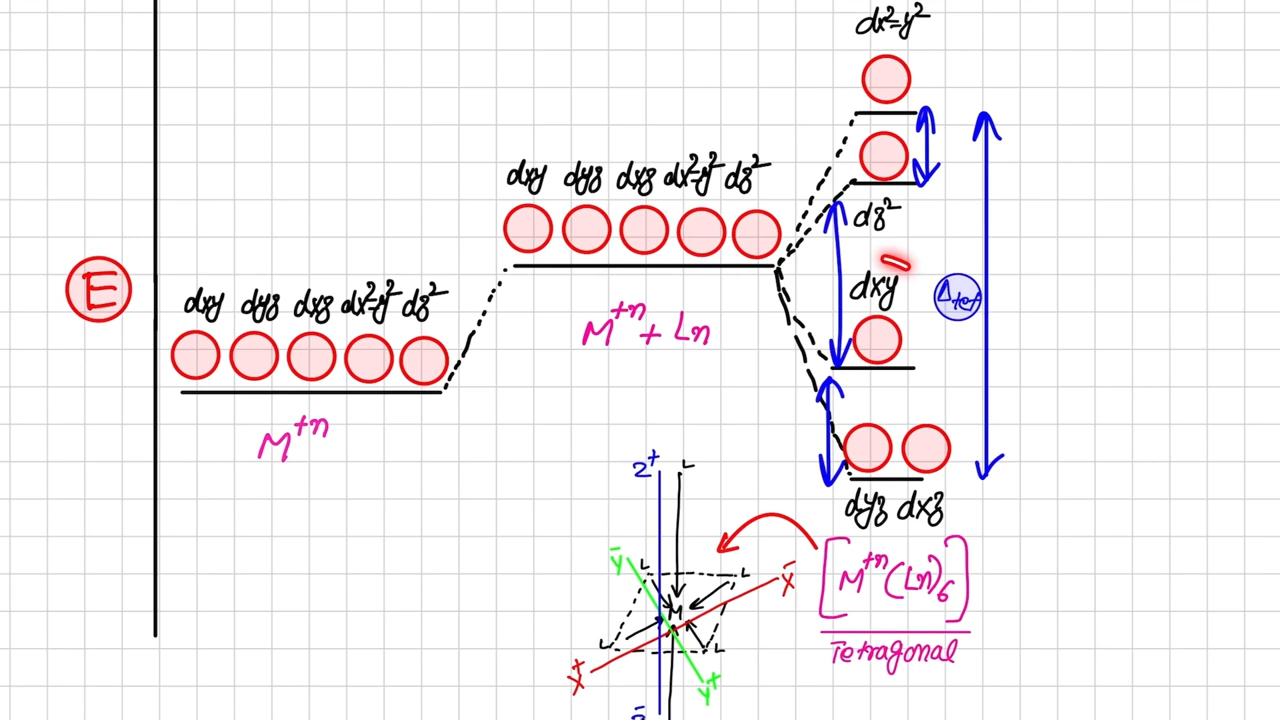 dx²-y²
dxy dyz dxz dx²-y² dz²
dz²
E
dxy dyz dxz dx²-y² dz²
dxy
Δtet
M⁺ⁿ + Ln
M⁺ⁿ
Z⁺ L
dyz dxz
ȳ L L x̄
[M⁺ⁿ(Ln)₆]
M
L L
Tetragonal
x⁺ y⁺
z̄